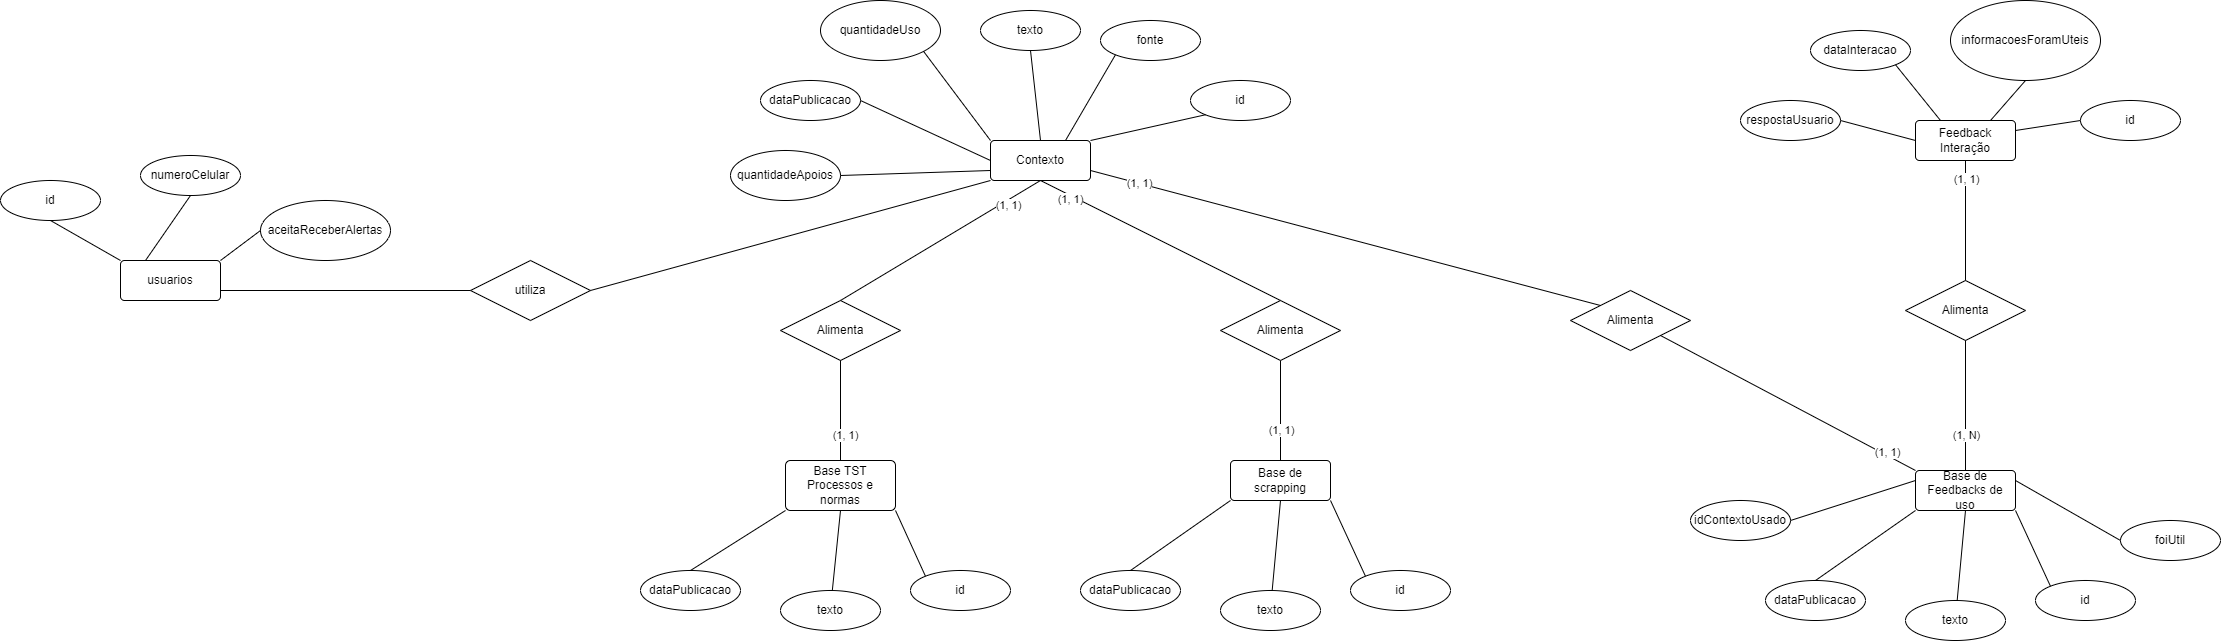 quantidadeUso
texto
fonte
dataInteracao
informacoesForamUteis
dataPublicacao
id
respostaUsuario
id
Feedback
Interação
Contexto
quantidadeApoios
numeroCelular
id
aceitaReceberAlertas
(1, 1)
(1, 1)
(1, 1)
(1, 1)
usuarios
utiliza
Alimenta
Alimenta
Alimenta
Alimenta
(1, 1)
(1, 1)
(1, N)
(1, 1)
Base TST
Processos e
normas
Base de
scrapping
Base de
Feedbacks de
uso
idContextoUsado
foiUtil
dataPublicacao
texto
id
dataPublicacao
texto
id
dataPublicacao
texto
id